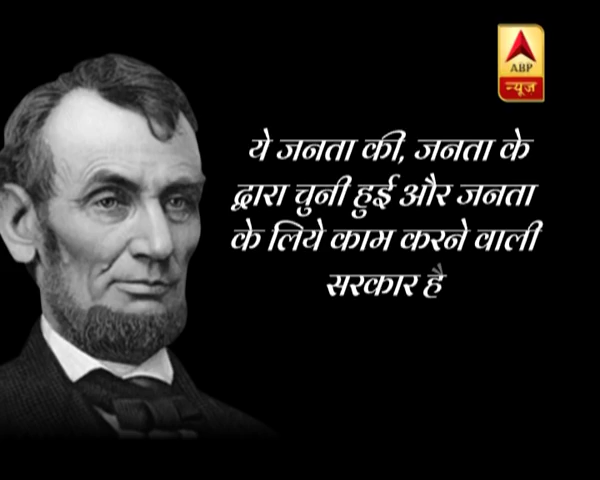 ABP
न्यूज़
ये जनता की, जनता के
द्वारा चुनी हुई और जनता
के लिये काम करने वाली
सरकार है